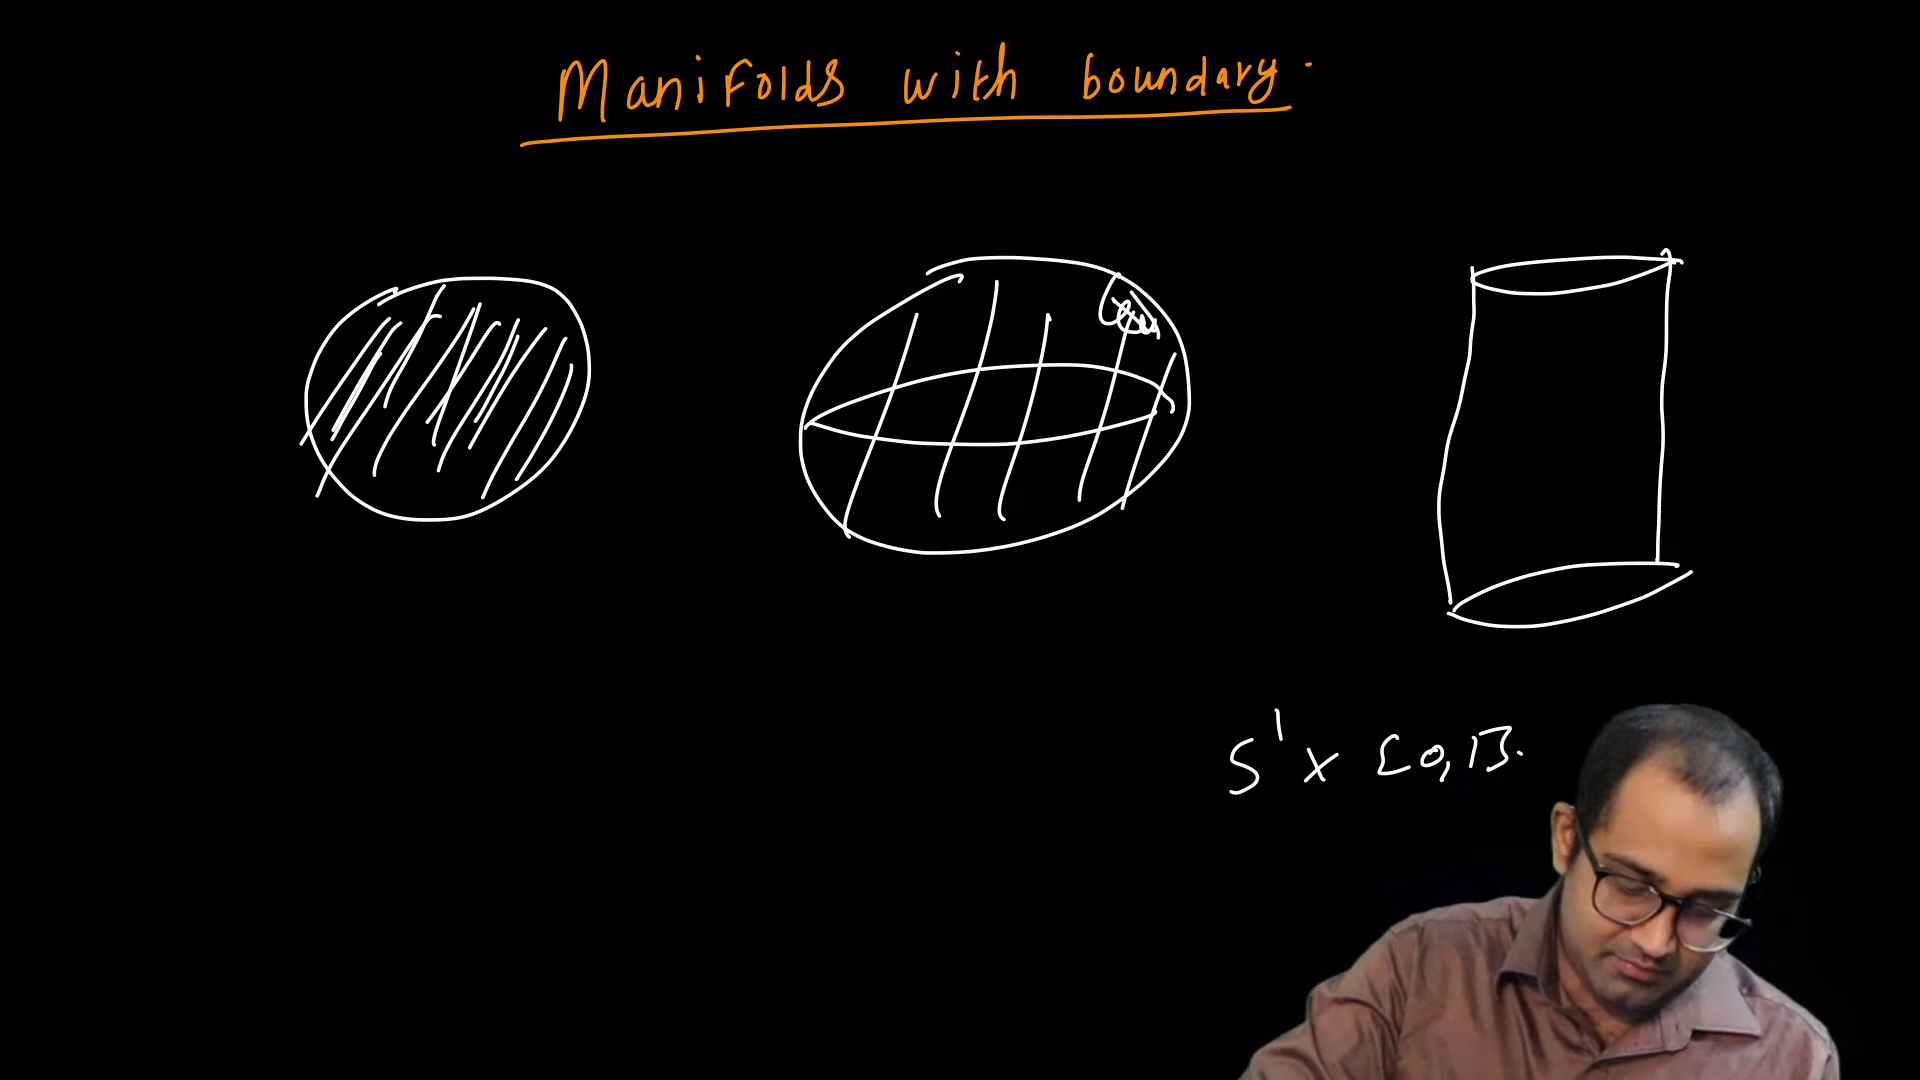 Manifolds with boundary.
S¹ × [0,1].